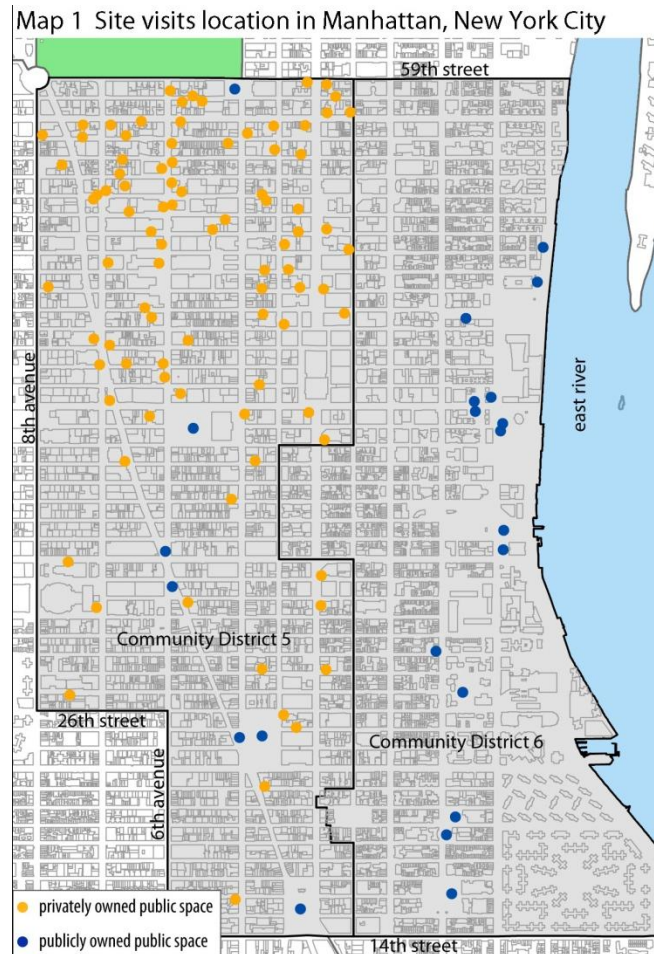 Map 1 Site visits location in Manhattan, New York City
59th street
8th avenue
east river
Community District 5
26th street
6th avenue
Community District 6
privately owned public space
publicly owned public space
14th street